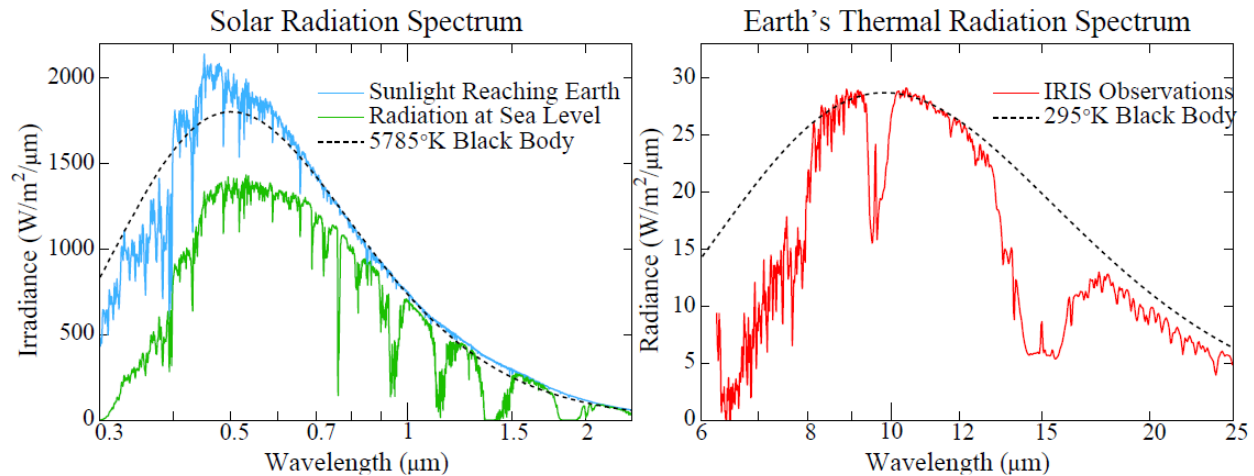 Solar Radiation Spectrum
2000
1500
1000
500
0
Irradiance (W/m²/μm)
Sunlight Reaching Earth
Radiation at Sea Level
5785°K Black Body
0.3 0.5 0.7 1 1.5 2
Wavelength (μm)
Earth's Thermal Radiation Spectrum
30
25
20
15
10
5
0
Radiance (W/m²/μm)
IRIS Observations
295°K Black Body
6 8 10 12 15 20 25
Wavelength (μm)